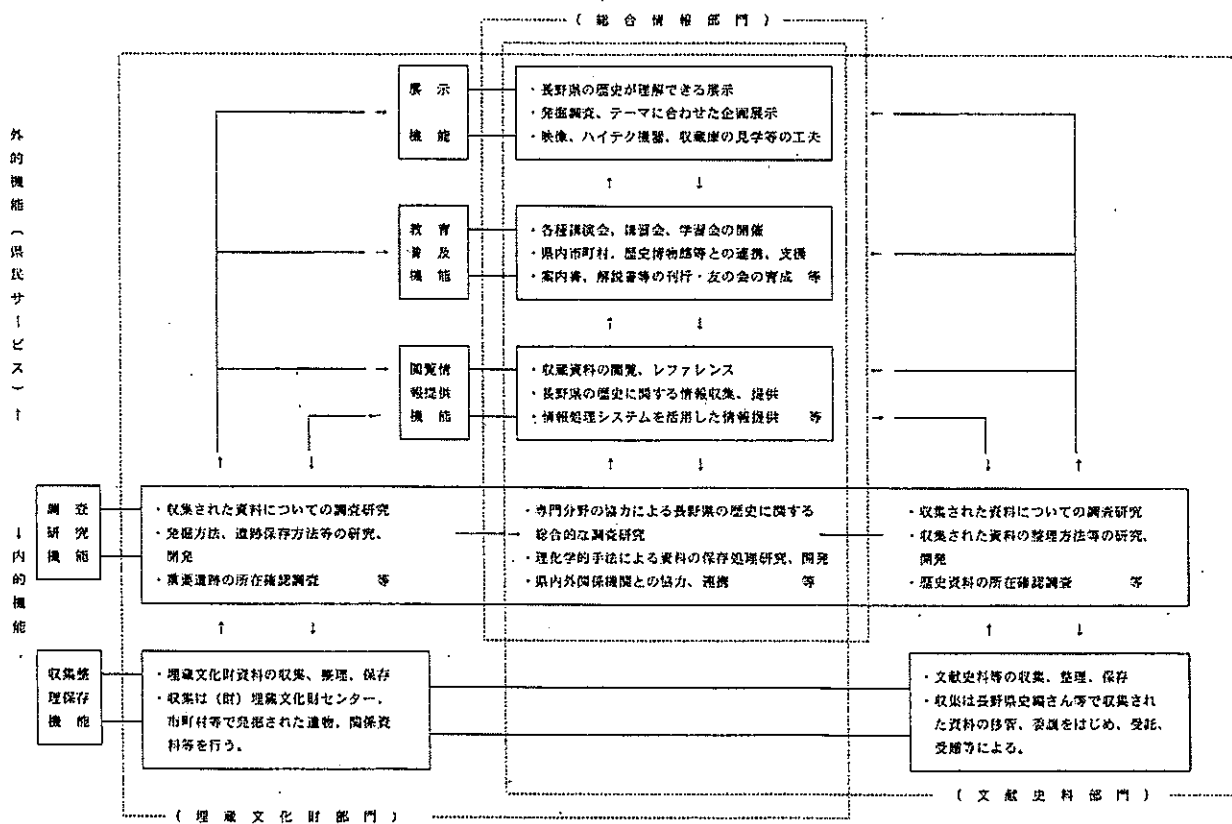 (総合情報部門)
展示
機能
・長野県の歴史が理解できる展示
・発掘調査、テーマに合わせた企画展示
・映像、ハイテク機器、収蔵庫の見学等の工夫
外的機能(県民サービス)→
↑ ↓
教育
普及
機能
・各種講演会、講習会、学習会の開催
・県内市町村、歴史博物館等との連携、支援
・案内書、解説書等の刊行・友の会の育成 等
↑ ↓
閲覧情
報提供
機能
・収蔵資料の閲覧、レファレンス
・長野県の歴史に関する情報収集、提供
・情報処理システムを活用した情報提供 等
↑ ↓ ↑ ↓ ↓ ↑
←内的機能
調査
研究
機能
・収集された資料についての調査研究
・発掘方法、遺跡保存方法等の研究、
開発
・重要遺跡の所在確認調査 等
・専門分野の協力による長野県の歴史に関する
総合的な調査研究
・理化学的手法による資料の保存処理研究、開発
・県内外関係機関との協力、連携 等
・収集された資料についての調査研究
・収集された資料の整理方法等の研究、
開発
・歴史資料の所在確認調査 等
↑ ↓ ↑ ↓
収集整
理保存
機能
・埋蔵文化財資料の収集、整理、保存
・収集は(財)埋蔵文化財センター、
市町村等で発掘された遺物、関係資
料等を行う。
・文献史料等の収集、整理、保存
・収集は長野県史編さん等で収集され
た資料の移管、委譲をはじめ、受託、
等による。
(埋蔵文化財部門)
(文献史料部門)